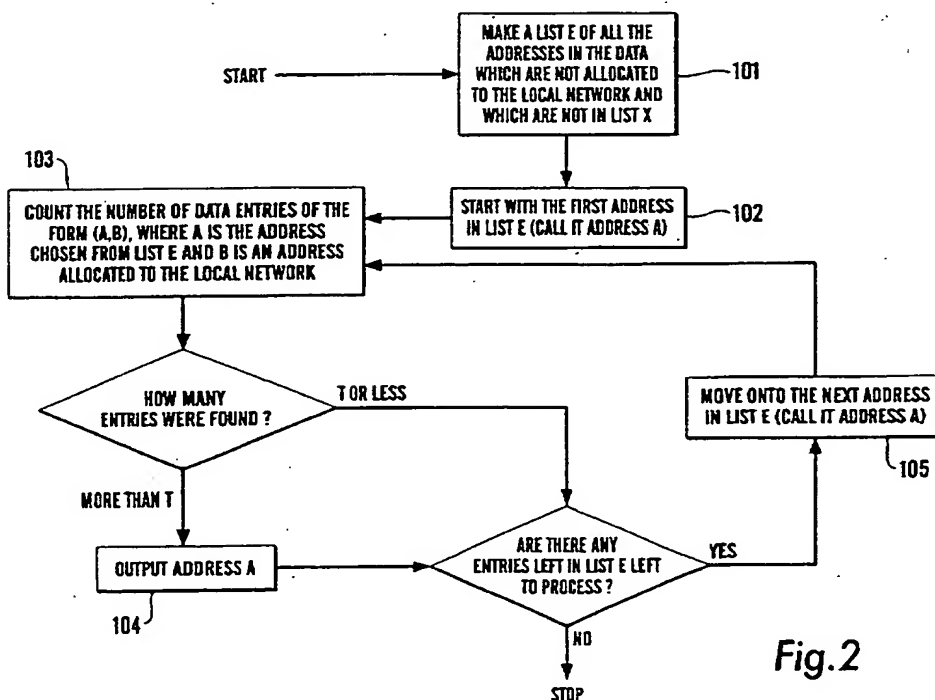 MAKE A LIST E OF ALL THE
ADDRESSES IN THE DATA
WHICH ARE NOT ALLOCATED
TO THE LOCAL NETWORK AND
WHICH ARE NOT IN LIST X
START
101
103
COUNT THE NUMBER OF DATA ENTRIES OF THE
FORM (A,B), WHERE A IS THE ADDRESS
CHOSEN FROM LIST E AND B IS AN ADDRESS
ALLOCATED TO THE LOCAL NETWORK
START WITH THE FIRST ADDRESS
IN LIST E (CALL IT ADDRESS A)
102
HOW MANY
ENTRIES WERE FOUND ?
T OR LESS
MOVE ONTO THE NEXT ADDRESS
IN LIST E (CALL IT ADDRESS A)
105
MORE THAN T
OUTPUT ADDRESS A
104
ARE THERE ANY
ENTRIES LEFT IN LIST E LEFT
TO PROCESS ?
YES
NO
STOP
Fig.2